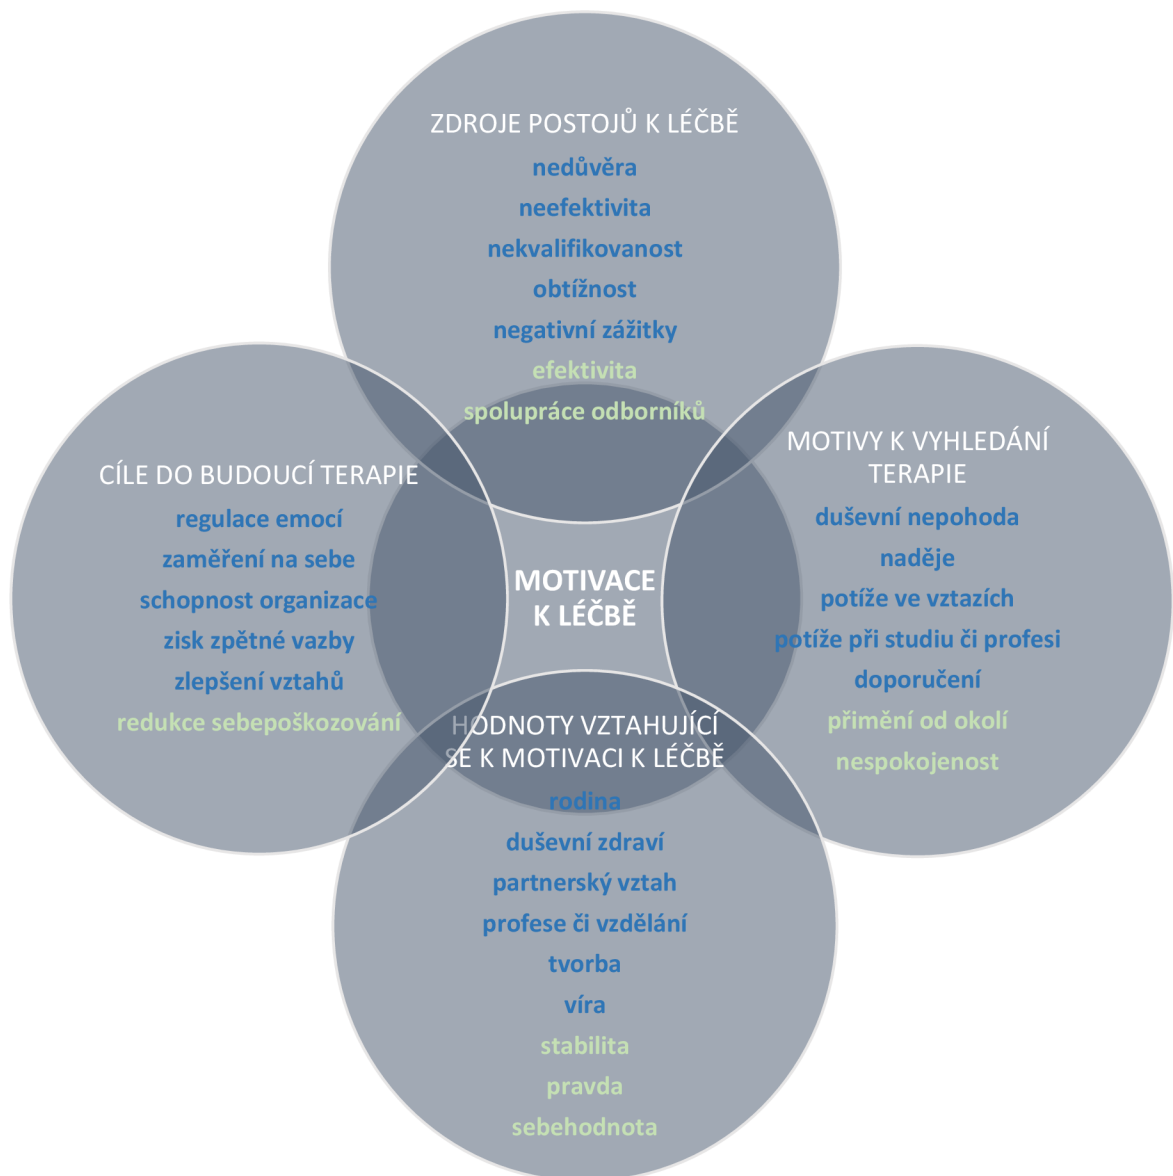 ZDROJE POSTOJŮ K LÉČBĚ
nedůvěra
neefektivita
nekvalifikovanost
obtížnost
negativní zážitky
efektivita
spolupráce odborníků
CÍLE DO BUDOUCÍ TERAPIE
regulace emocí
zaměření na sebe
schopnost organizace
zisk zpětné vazby
zlepšení vztahů
redukce sebepoškozování
MOTIVACE
K LÉČBĚ
MOTIVY K VYHLEDÁNÍ
TERAPIE
duševní nepohoda
naděje
potíže ve vztazích
potíže při studiu či profesi
doporučení
přimění od okolí
nespokojenost
HODNOTY VZTAHUJÍCÍ
SE K MOTIVACI K LÉČBĚ
rodina
duševní zdraví
partnerský vztah
profese či vzdělání
tvorba
víra
stabilita
pravda
sebehodnota